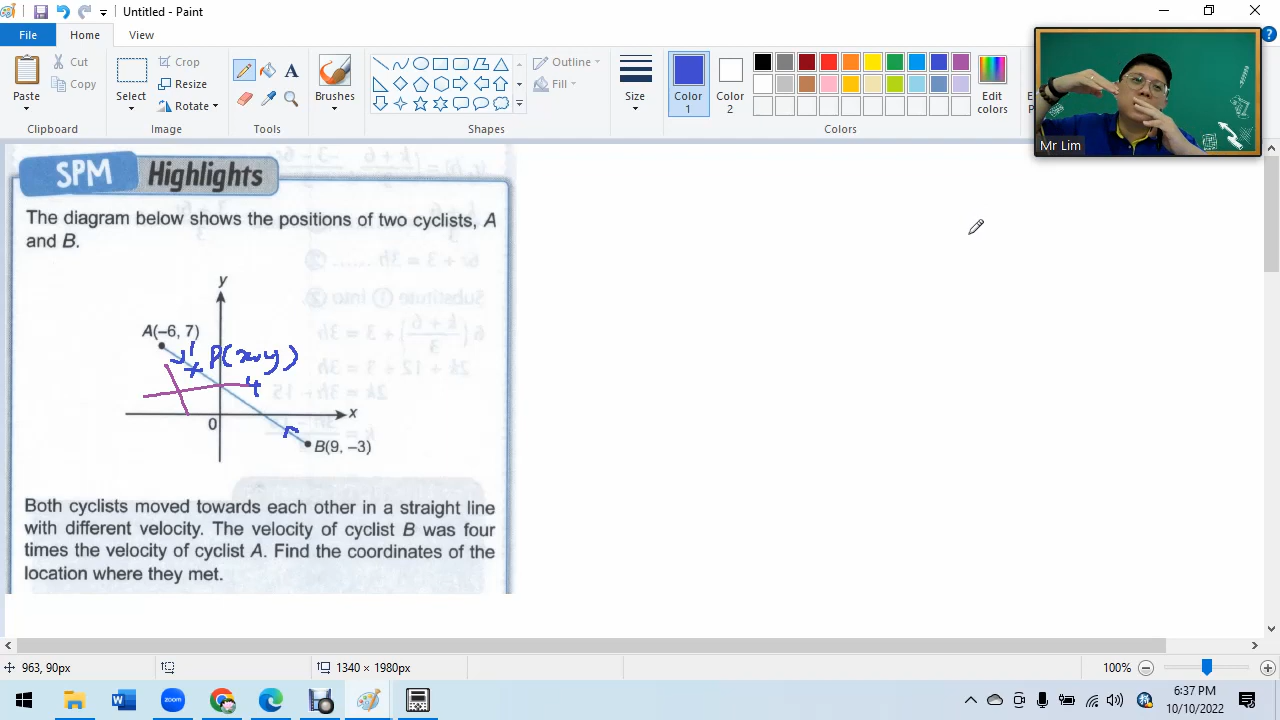 Untitled - Paint
File
Home
View
Paste
Cut
Copy
Clipboard
Select
Crop
Resize
Rotate
Image
A
Tools
Brushes
Shapes
Outline
Fill
Size
Color 1
Color 2
Colors
Edit colors
Mr Lim
SPM Highlights
The diagram below shows the positions of two cyclists, A
and B.
y
A(–6, 7)
1
P(x, y)
4
x
0
B(9, –3)
Both cyclists moved towards each other in a straight line
with different velocity. The velocity of cyclist B was four
times the velocity of cyclist A. Find the coordinates of the
location where they met.
963, 90px
1340 × 1980px
100%
zoom
6:37 PM
10/10/2022